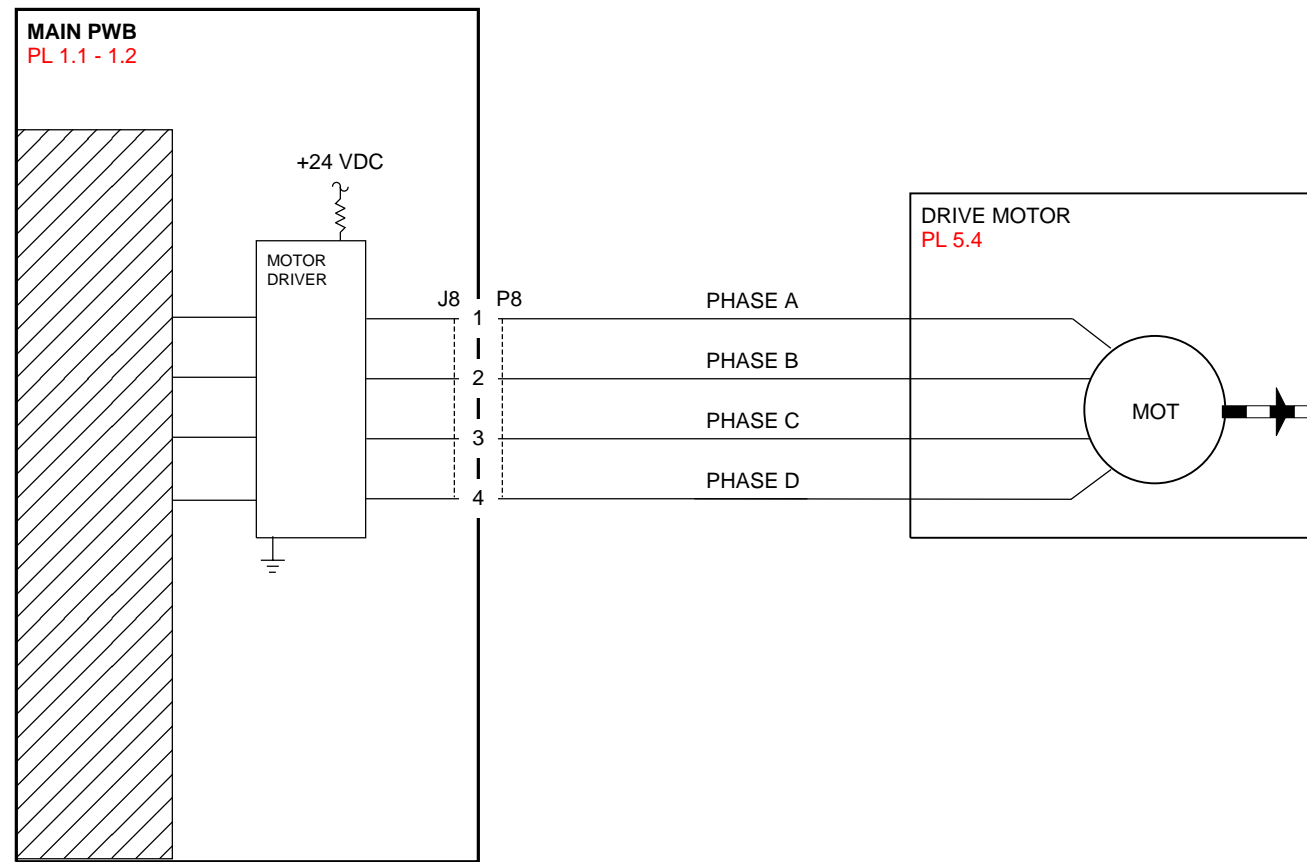 MAIN PWB
PL 1.1 - 1.2
+24 VDC
MOTOR
DRIVER
J8 P8
1
2
3
4
PHASE A
PHASE B
PHASE C
PHASE D
DRIVE MOTOR
PL 5.4
MOT